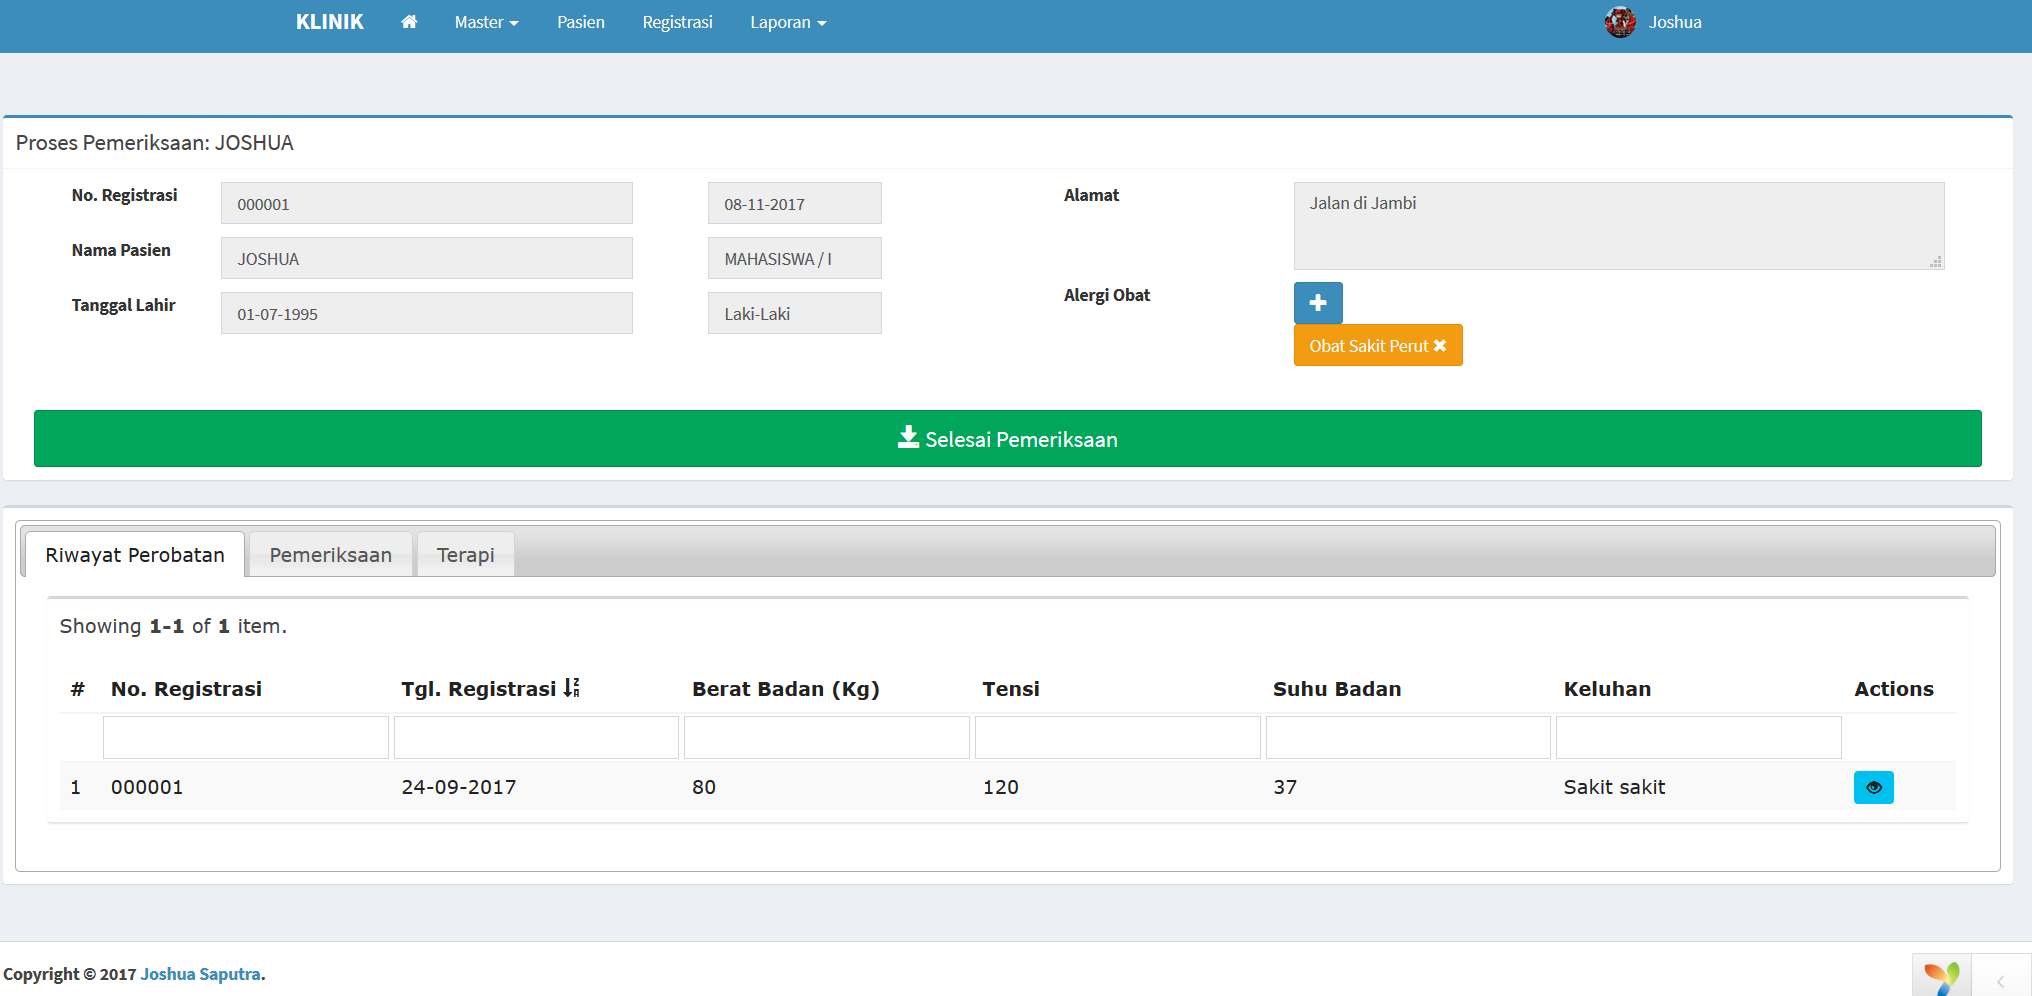 KLINIK Master Pasien Registrasi Laporan Joshua
Proses Pemeriksaan: JOSHUA
No. Registrasi 000001 08-11-2017
Nama Pasien JOSHUA MAHASISWA / I
Tanggal Lahir 01-07-1995 Laki-Laki
Alamat Jalan di Jambi
Alergi Obat
Obat Sakit Perut
Selesai Pemeriksaan
Riwayat Perobatan Pemeriksaan Terapi
Showing 1-1 of 1 item.
# No. Registrasi Tgl. Registrasi Berat Badan (Kg) Tensi Suhu Badan Keluhan Actions
1 000001 24-09-2017 80 120 37 Sakit sakit
Copyright © 2017 Joshua Saputra.